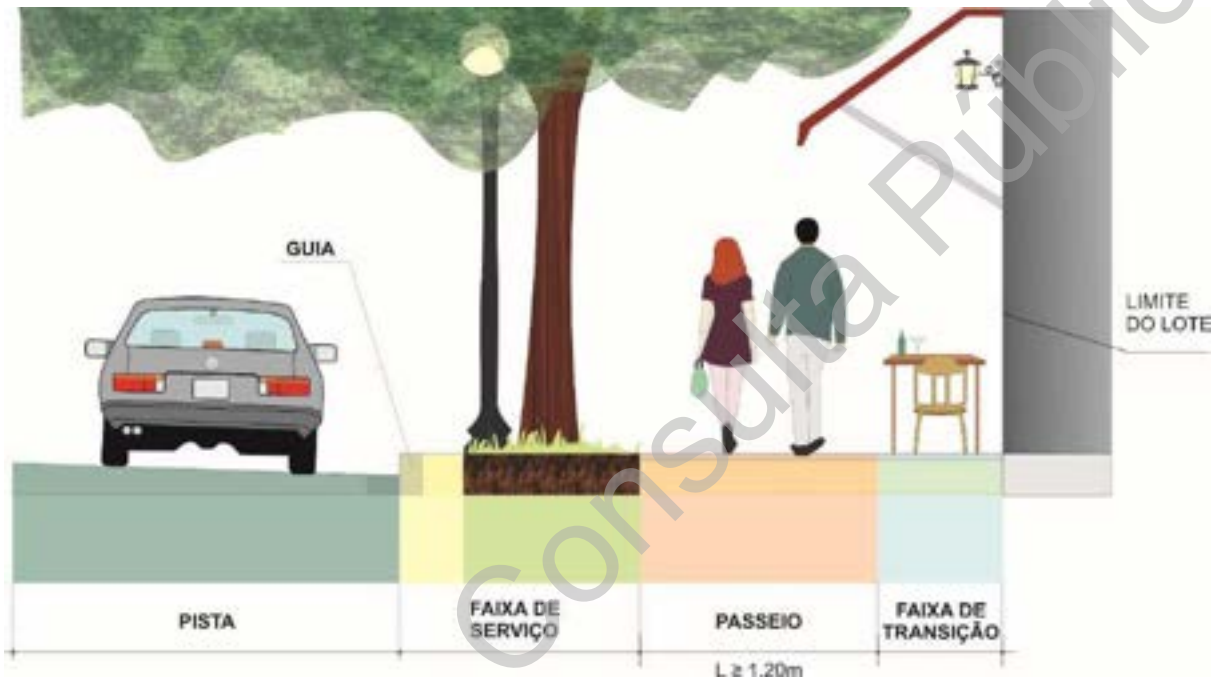 Consulta Públic
GUIA
LIMITE
DO LOTE
PISTA
FAIXA DE
SERVIÇO
PASSEIO
FAIXA DE
TRANSIÇÃO
L ≥ 1,20m